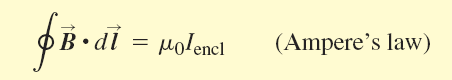 ∮ B⃗ · dl⃗ = μ₀I_encl (Ampere's law)